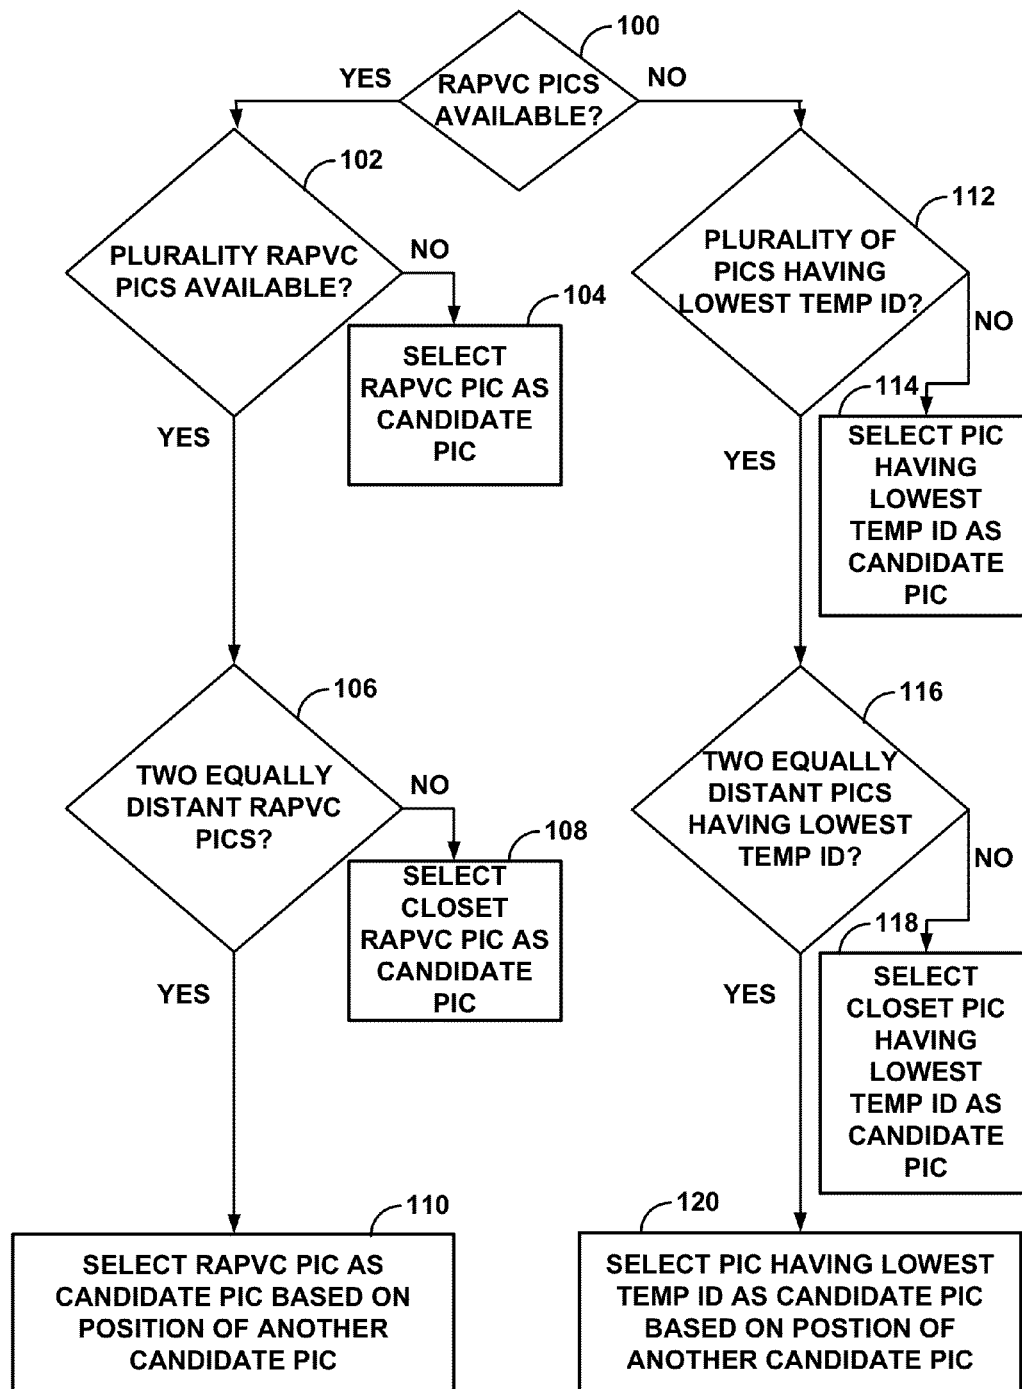 100
YES
RAPVC PICS
AVAILABLE?
NO
102
PLURALITY RAPVC
PICS AVAILABLE?
NO
104
SELECT
RAPVC PIC AS
CANDIDATE
PIC
YES
106
TWO EQUALLY
DISTANT RAPVC
PICS?
NO
108
SELECT
CLOSET
RAPVC PIC AS
CANDIDATE
PIC
YES
110
SELECT RAPVC PIC AS
CANDIDATE PIC BASED ON
POSITION OF ANOTHER
CANDIDATE PIC
112
PLURALITY OF
PICS HAVING
LOWEST TEMP ID?
NO
114
SELECT PIC
HAVING
LOWEST
TEMP ID AS
CANDIDATE
PIC
YES
116
TWO EQUALLY
DISTANT PICS
HAVING LOWEST
TEMP ID?
NO
118
SELECT
CLOSET PIC
HAVING
LOWEST
TEMP ID AS
CANDIDATE
PIC
YES
120
SELECT PIC HAVING LOWEST
TEMP ID AS CANDIDATE PIC
BASED ON POSTION OF
ANOTHER CANDIDATE PIC